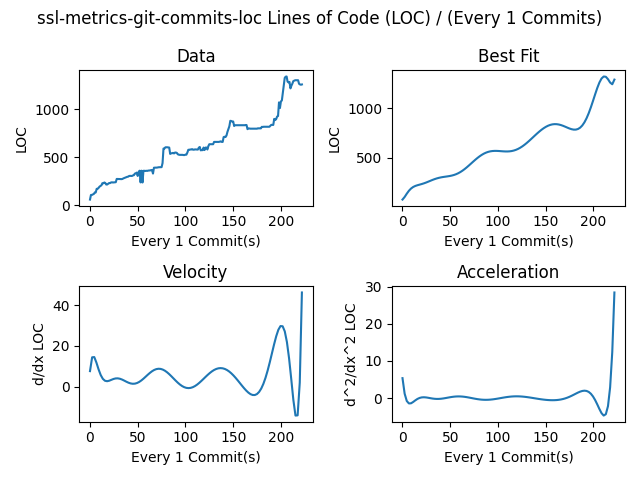 ssl-metrics-git-commits-loc Lines of Code (LOC) / (Every 1 Commits)
Data
Best Fit
LOC
1000
500
0
0 50 100 150 200
Every 1 Commit(s)
LOC
1000
500
0 50 100 150 200
Every 1 Commit(s)
Velocity
Acceleration
d/dx LOC
40
20
0
0 50 100 150 200
Every 1 Commit(s)
d^2/dx^2 LOC
30
20
10
0
0 50 100 150 200
Every 1 Commit(s)